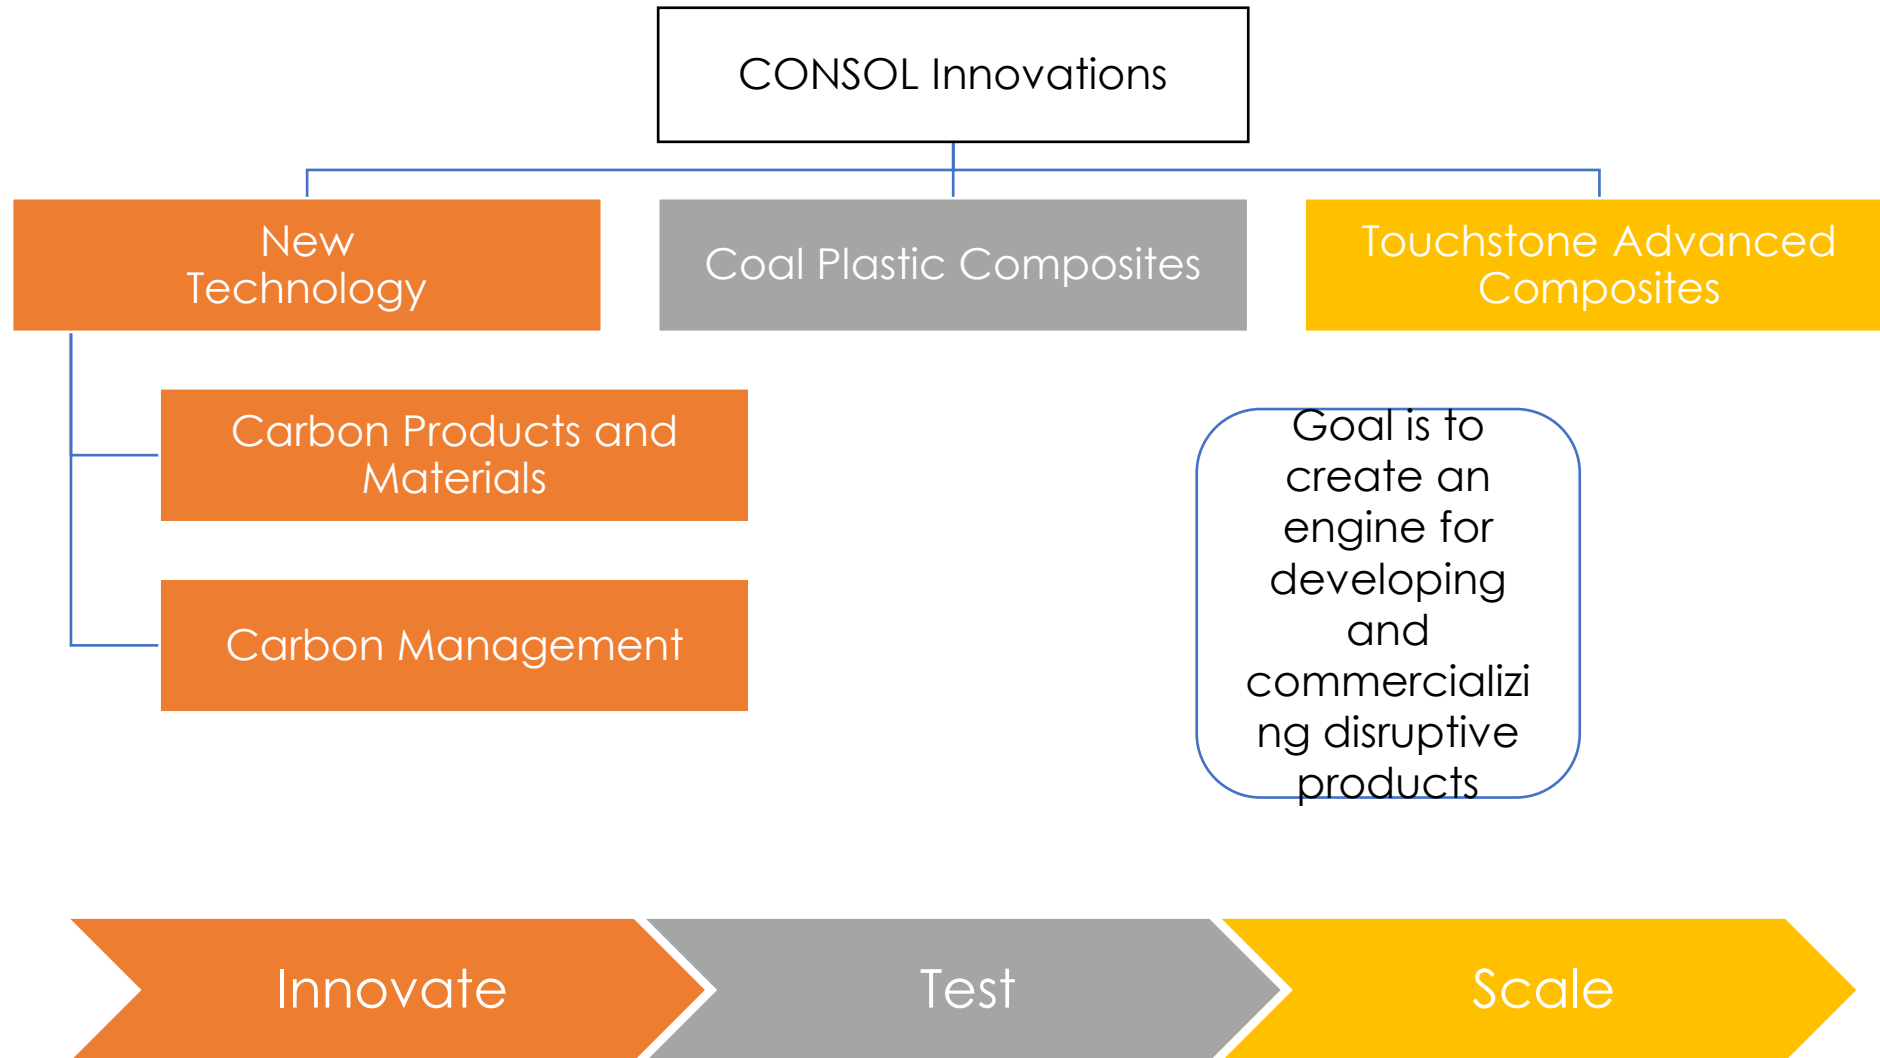 CONSOL Innovations
New
Technology
Coal Plastic Composites
Touchstone Advanced
Composites
Carbon Products and
Materials
Carbon Management
Goal is to
create an
engine for
developing
and
commercializi
ng disruptive
products
Innovate
Test
Scale